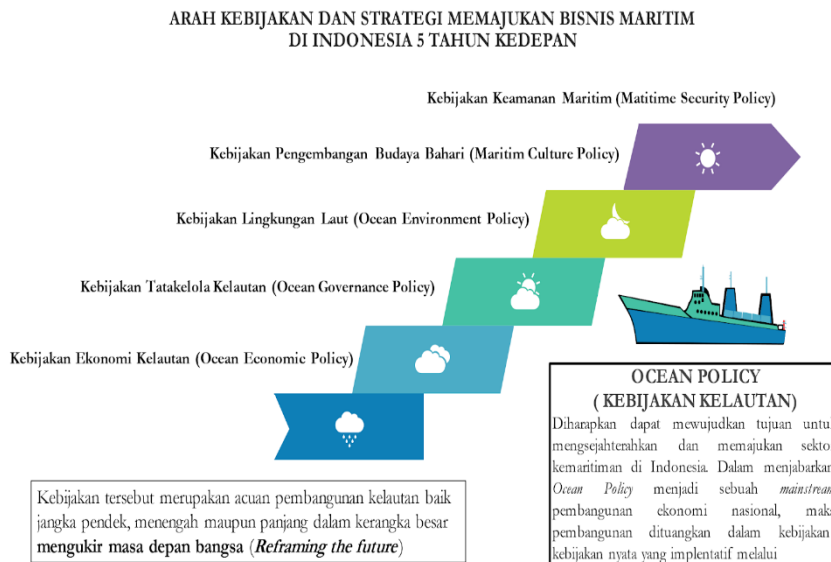 ARAH KEBIJAKAN DAN STRATEGI MEMAJUKAN BISNIS MARITIM
DI INDONESIA 5 TAHUN KEDEPAN
Kebijakan Keamanan Maritim (Matitime Security Policy)
Kebijakan Pengembangan Budaya Bahari (Maritim Culture Policy)
Kebijakan Lingkungan Laut (Ocean Environment Policy)
Kebijakan Tatakelola Kelautan (Ocean Governance Policy)
Kebijakan Ekonomi Kelautan (Ocean Economic Policy)
Kebijakan tersebut merupakan acuan pembangunan kelautan baik
jangka pendek, menengah maupun panjang dalam kerangka besar
mengukir masa depan bangsa (Reframing the future)
OCEAN POLICY
( KEBIJAKAN KELAUTAN)
Diharapkan dapat mewujudkan tujuan untu
mengsejahterahkan dan memajukan sekto
kemaritiman di Indonesia. Dalam menjabarkan
Ocean Policy menjadi sebuah mainstream
pembangunan ekonomi nasional, maka
pembangunan dituangkan dalam kebijakan
kebijakan nyata yang implentatif melalui